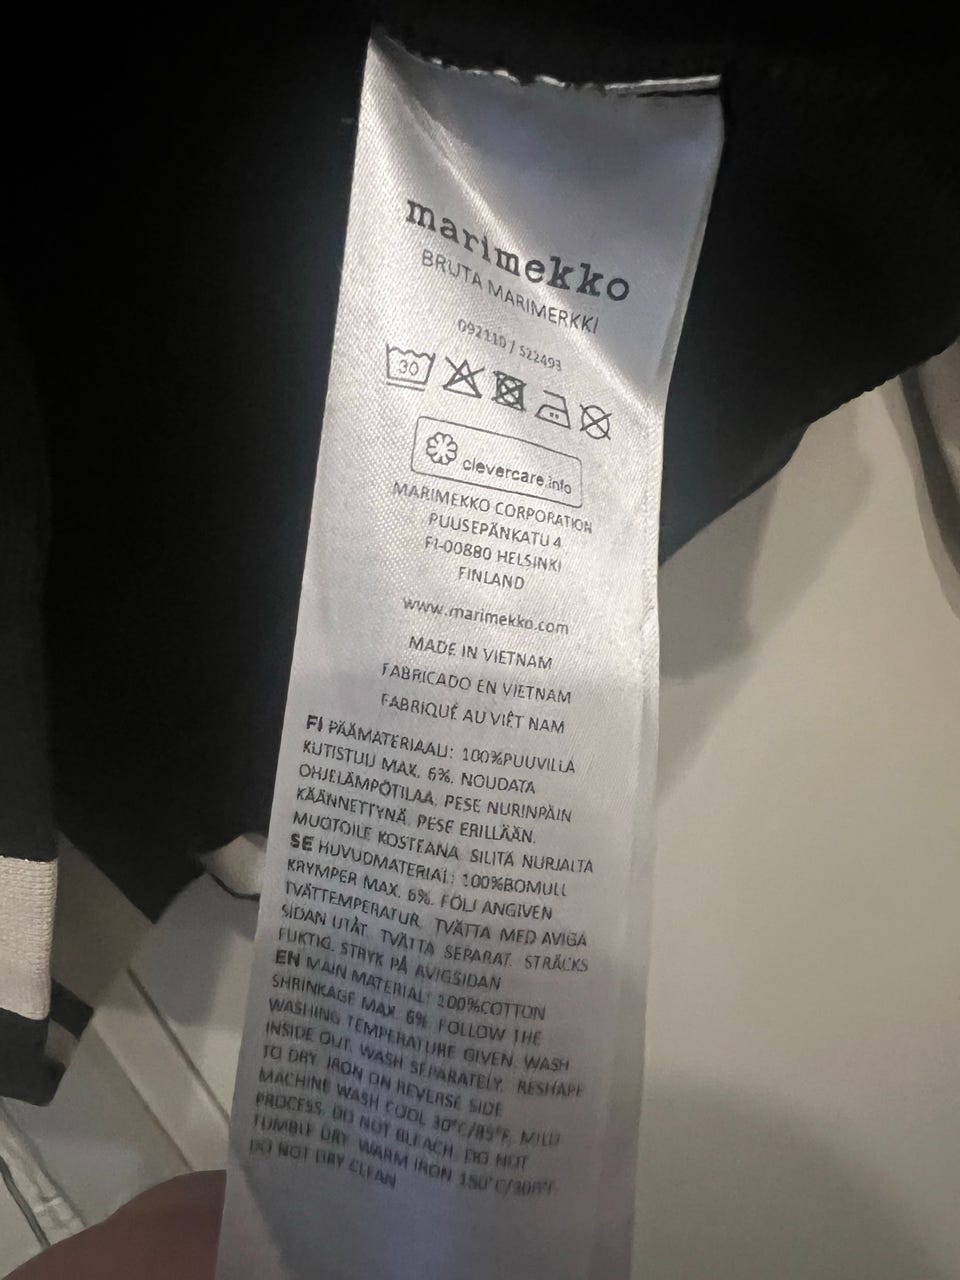 marimekko
BRUTA MARIMERKKI
092110 / 522493
30
clevercare.info
MARIMEKKO CORPORATION
PUUSEPÄNKATU 4
FI-00880 HELSINKI
FINLAND
www.marimekko.com
MADE IN VIETNAM
FABRICADO EN VIETNAM
FABRIQUÉ AU VIÊT NAM
FI PÄÄMATERIAALI: 100%PUUVILLA
KUTISTUU MAX. 6%. NOUDATA
OHJELÄMPÖTILAA. PESE NURINPÄIN
KÄÄNNETTYNÄ. PESE ERILLÄÄN.
MUOTOILE KOSTEANA. SILITÄ NURJALTA
SE HUVUDMATERIAL: 100%BOMULL
KRYMPER MAX. 6%. FÖLJ ANGIVEN
TVÄTTEMPERATUR. TVÄTTA MED AVIGA
SIDAN UTÅT. TVÄTTA SEPARAT. STRÄCKS
FUKTIG. STRYK PÅ AVIGSIDAN
EN MAIN MATERIAL: 100%COTTON
SHRINKAGE MAX. 6%. FOLLOW THE
WASHING TEMPERATURE GIVEN. WASH
INSIDE OUT. WASH SEPARATELY. RESHAPE
TO DRY. IRON ON REVERSE SIDE
MACHINE WASH COOL 30°C/85°F. MILD
PROCESS. DO NOT BLEACH. DO NOT
TUMBLE DRY. WARM IRON 150°C/300°F.
DO NOT DRY CLEAN